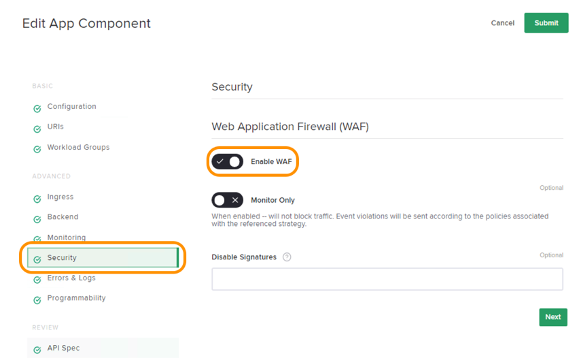 Edit App Component
Cancel
Submit
BASIC
Configuration
URIs
Workload Groups
ADVANCED
Ingress
Backend
Monitoring
Security
Errors & Logs
Programmability
REVIEW
API Spec
Security
Web Application Firewall (WAF)
Enable WAF
Optional
Monitor Only
When enabled -- will not block traffic. Event violations will be sent according to the policies associated
with the referenced strategy.
Disable Signatures ?
Optional
Next